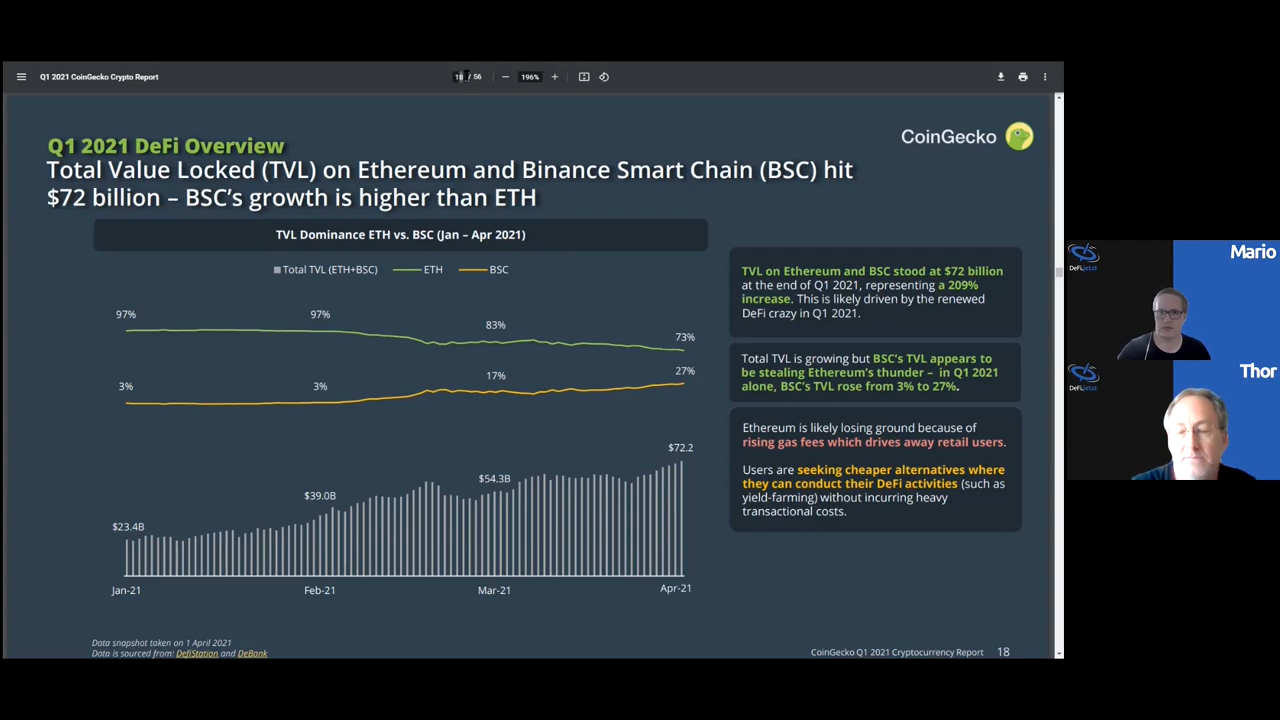 Q1 2021 CoinGecko Crypto Report
18 / 56
196%
Q1 2021 DeFi Overview
CoinGecko
Total Value Locked (TVL) on Ethereum and Binance Smart Chain (BSC) hit
$72 billion – BSC’s growth is higher than ETH
TVL Dominance ETH vs. BSC (Jan – Apr 2021)
Total TVL (ETH+BSC)
ETH
BSC
97%
97%
83%
73%
3%
3%
17%
27%
$23.4B
$39.0B
$54.3B
$72.2
Jan-21
Feb-21
Mar-21
Apr-21
TVL on Ethereum and BSC stood at $72 billion
at the end of Q1 2021, representing a 209%
increase. This is likely driven by the renewed
DeFi crazy in Q1 2021.
Total TVL is growing but BSC’s TVL appears to
be stealing Ethereum’s thunder – in Q1 2021
alone, BSC’s TVL rose from 3% to 27%.
Ethereum is likely losing ground because of
rising gas fees which drives away retail users.
Users are seeking cheaper alternatives where
they can conduct their DeFi activities (such as
yield-farming) without incurring heavy
transactional costs.
Data snapshot taken on 1 April 2021
Data is sourced from: DefiStation and DeBank
CoinGecko Q1 2021 Cryptocurrency Report
18
Mario
DeFi.Jetzt
Thor
DeFi.Jetzt